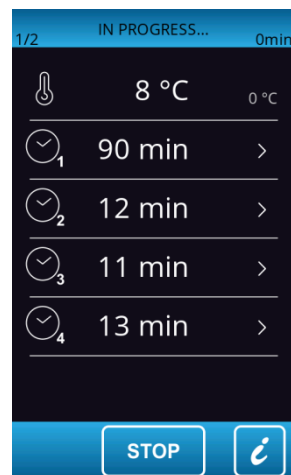 IN PROGRESS...
1/2
0min
8 °C
0 °C
1
90 min
2
12 min
3
11 min
4
13 min
STOP
i